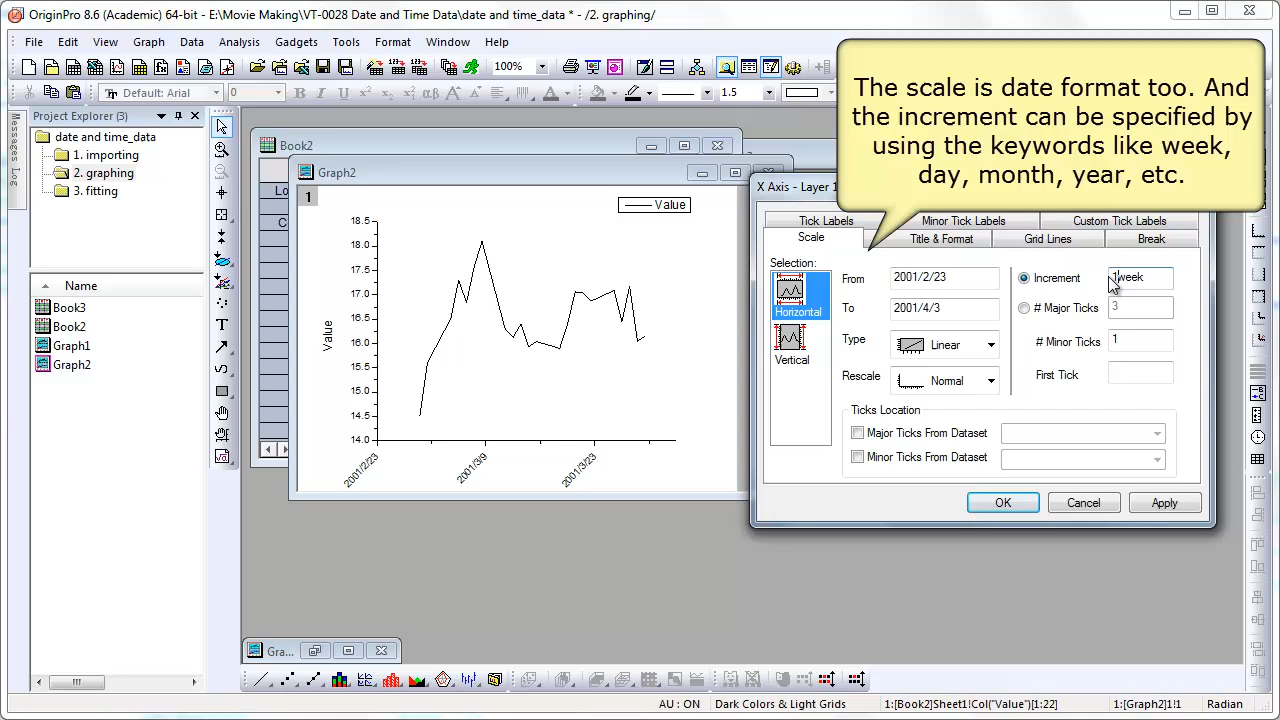 OriginPro 8.6 (Academic) 64-bit - E:\Movie Making\VT-0028 Date and Time Data\date and time_data * - /2. graphing/
File Edit View Graph Data Analysis Gadgets Tools Format Window Help
100%
Default: Arial 0 B I U αβ A A 1.5
The scale is date format too. And
the increment can be specified by
using the keywords like week,
day, month, year, etc.
Messages Log
Project Explorer (3)
date and time_data
1. importing
2. graphing
3. fitting
Name
Book3
Book2
Graph1
Graph2
Book2
Graph2
1
Value
18.5
18.0
17.5
17.0
16.5
16.0
15.5
15.0
14.5
14.0
Value
2001/2/23 2001/3/9 2001/3/23
X Axis - Layer 1
Tick Labels Minor Tick Labels Custom Tick Labels
Scale Title & Format Grid Lines Break
Selection:
Horizontal
Vertical
From 2001/2/23
To 2001/4/3
Type Linear
Rescale Normal
Increment 1week
# Major Ticks 3
# Minor Ticks 1
First Tick
Ticks Location
Major Ticks From Dataset
Minor Ticks From Dataset
OK Cancel Apply
Gra...
AU : ON Dark Colors & Light Grids 1:[Book2]Sheet1!Col("Value")[1:22] 1:[Graph2]1!1 Radian